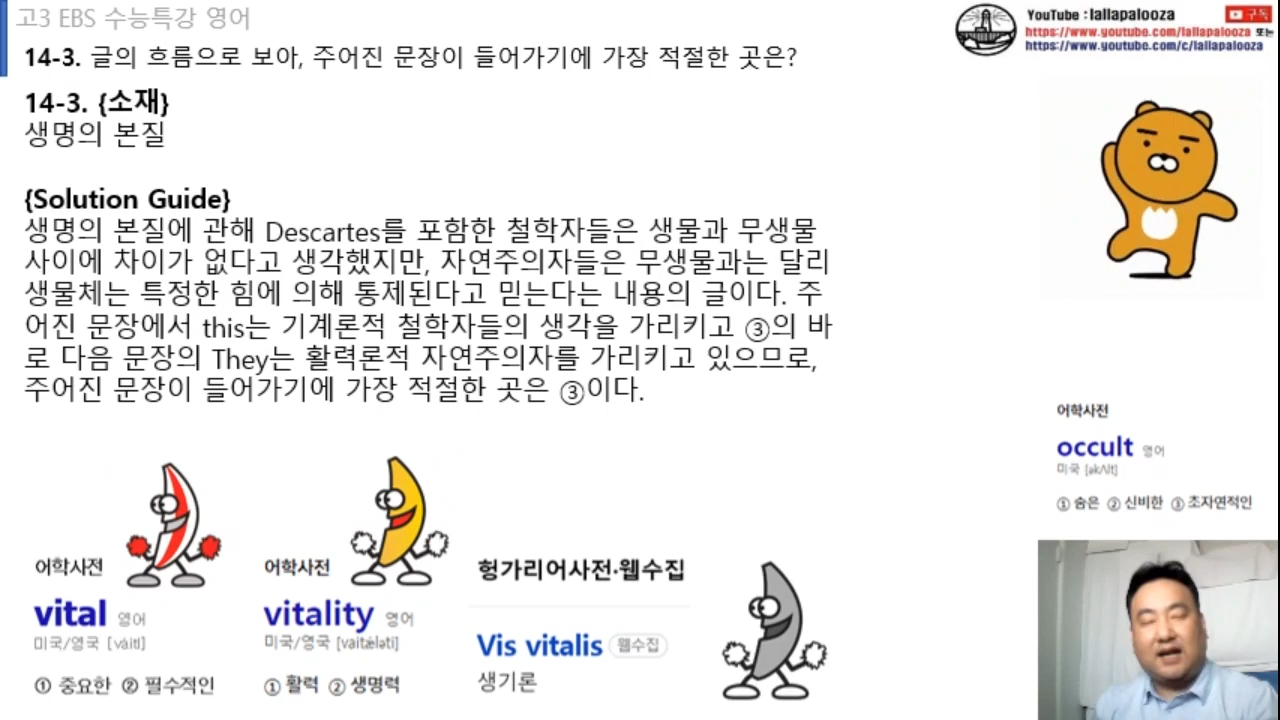 고3 EBS 수능특강 영어
YouTube : lallapalooza
구독
https://www.youtube.com/lallapalooza 또는
https://www.youtube.com/c/lallapalooza
14-3. 글의 흐름으로 보아, 주어진 문장이 들어가기에 가장 적절한 곳은?
14-3. {소재}
생명의 본질
{Solution Guide}
생명의 본질에 관해 Descartes를 포함한 철학자들은 생물과 무생물
사이에 차이가 없다고 생각했지만, 자연주의자들은 무생물과는 달리
생물체는 특정한 힘에 의해 통제된다고 믿는다는 내용의 글이다. 주
어진 문장에서 this는 기계론적 철학자들의 생각을 가리키고 ③의 바
로 다음 문장의 They는 활력론적 자연주의자를 가리키고 있으므로,
주어진 문장이 들어가기에 가장 적절한 곳은 ③이다.
어학사전
occult 영어
미국 [əkʌ́lt]
① 숨은 ② 신비한 ③ 초자연적인
어학사전
vital 영어
미국/영국 [váitl]
① 중요한 ② 필수적인
어학사전
vitality 영어
미국/영국 [vaitǽləti]
① 활력 ② 생명력
헝가리어사전·웹수집
Vis vitalis 웹수집
생기론